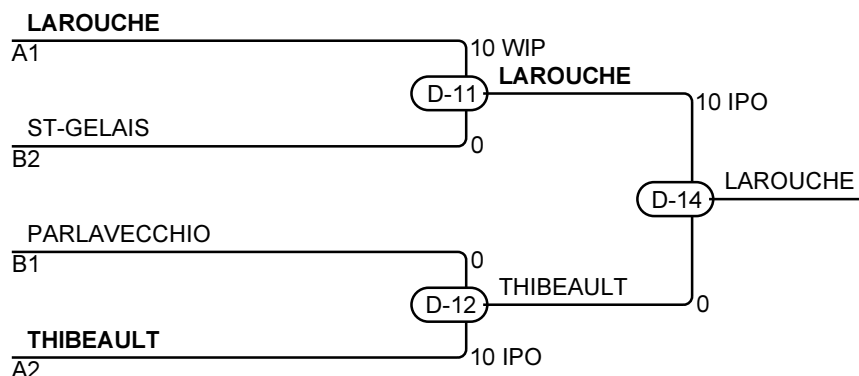 LAROUCHE
A1
10 WIP
D-11
LAROUCHE
10 IPO
ST-GELAIS
B2
0
D-14
LAROUCHE
PARLAVECCHIO
B1
0
D-12
THIBEAULT
0
THIBEAULT
A2
10 IPO